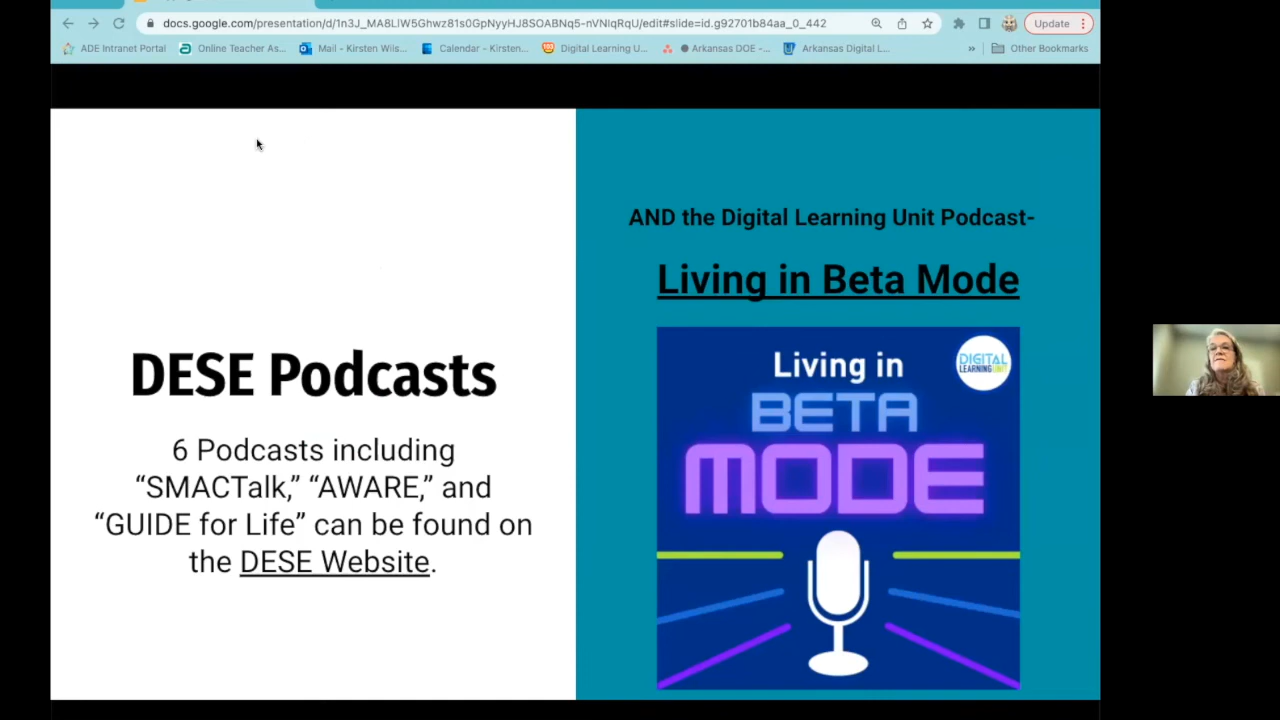 docs.google.com/presentation/d/1n3J_MA8LIW5Ghwz81s0GpNyyHJ8SOABNq5-nVNlqRqU/edit#slide=id.g92701b84aa_0_442
Update
ADE Intranet Portal
Online Teacher As...
Mail - Kirsten Wils...
Calendar - Kirsten...
Digital Learning U...
Arkansas DOE -...
Arkansas Digital L...
»
Other Bookmarks
DESE Podcasts
6 Podcasts including
“SMACTalk,” “AWARE,” and
“GUIDE for Life” can be found on
the DESE Website.
AND the Digital Learning Unit Podcast-
Living in Beta Mode
Living in
BETA
MODE
DIGITAL
LEARNING UNIT